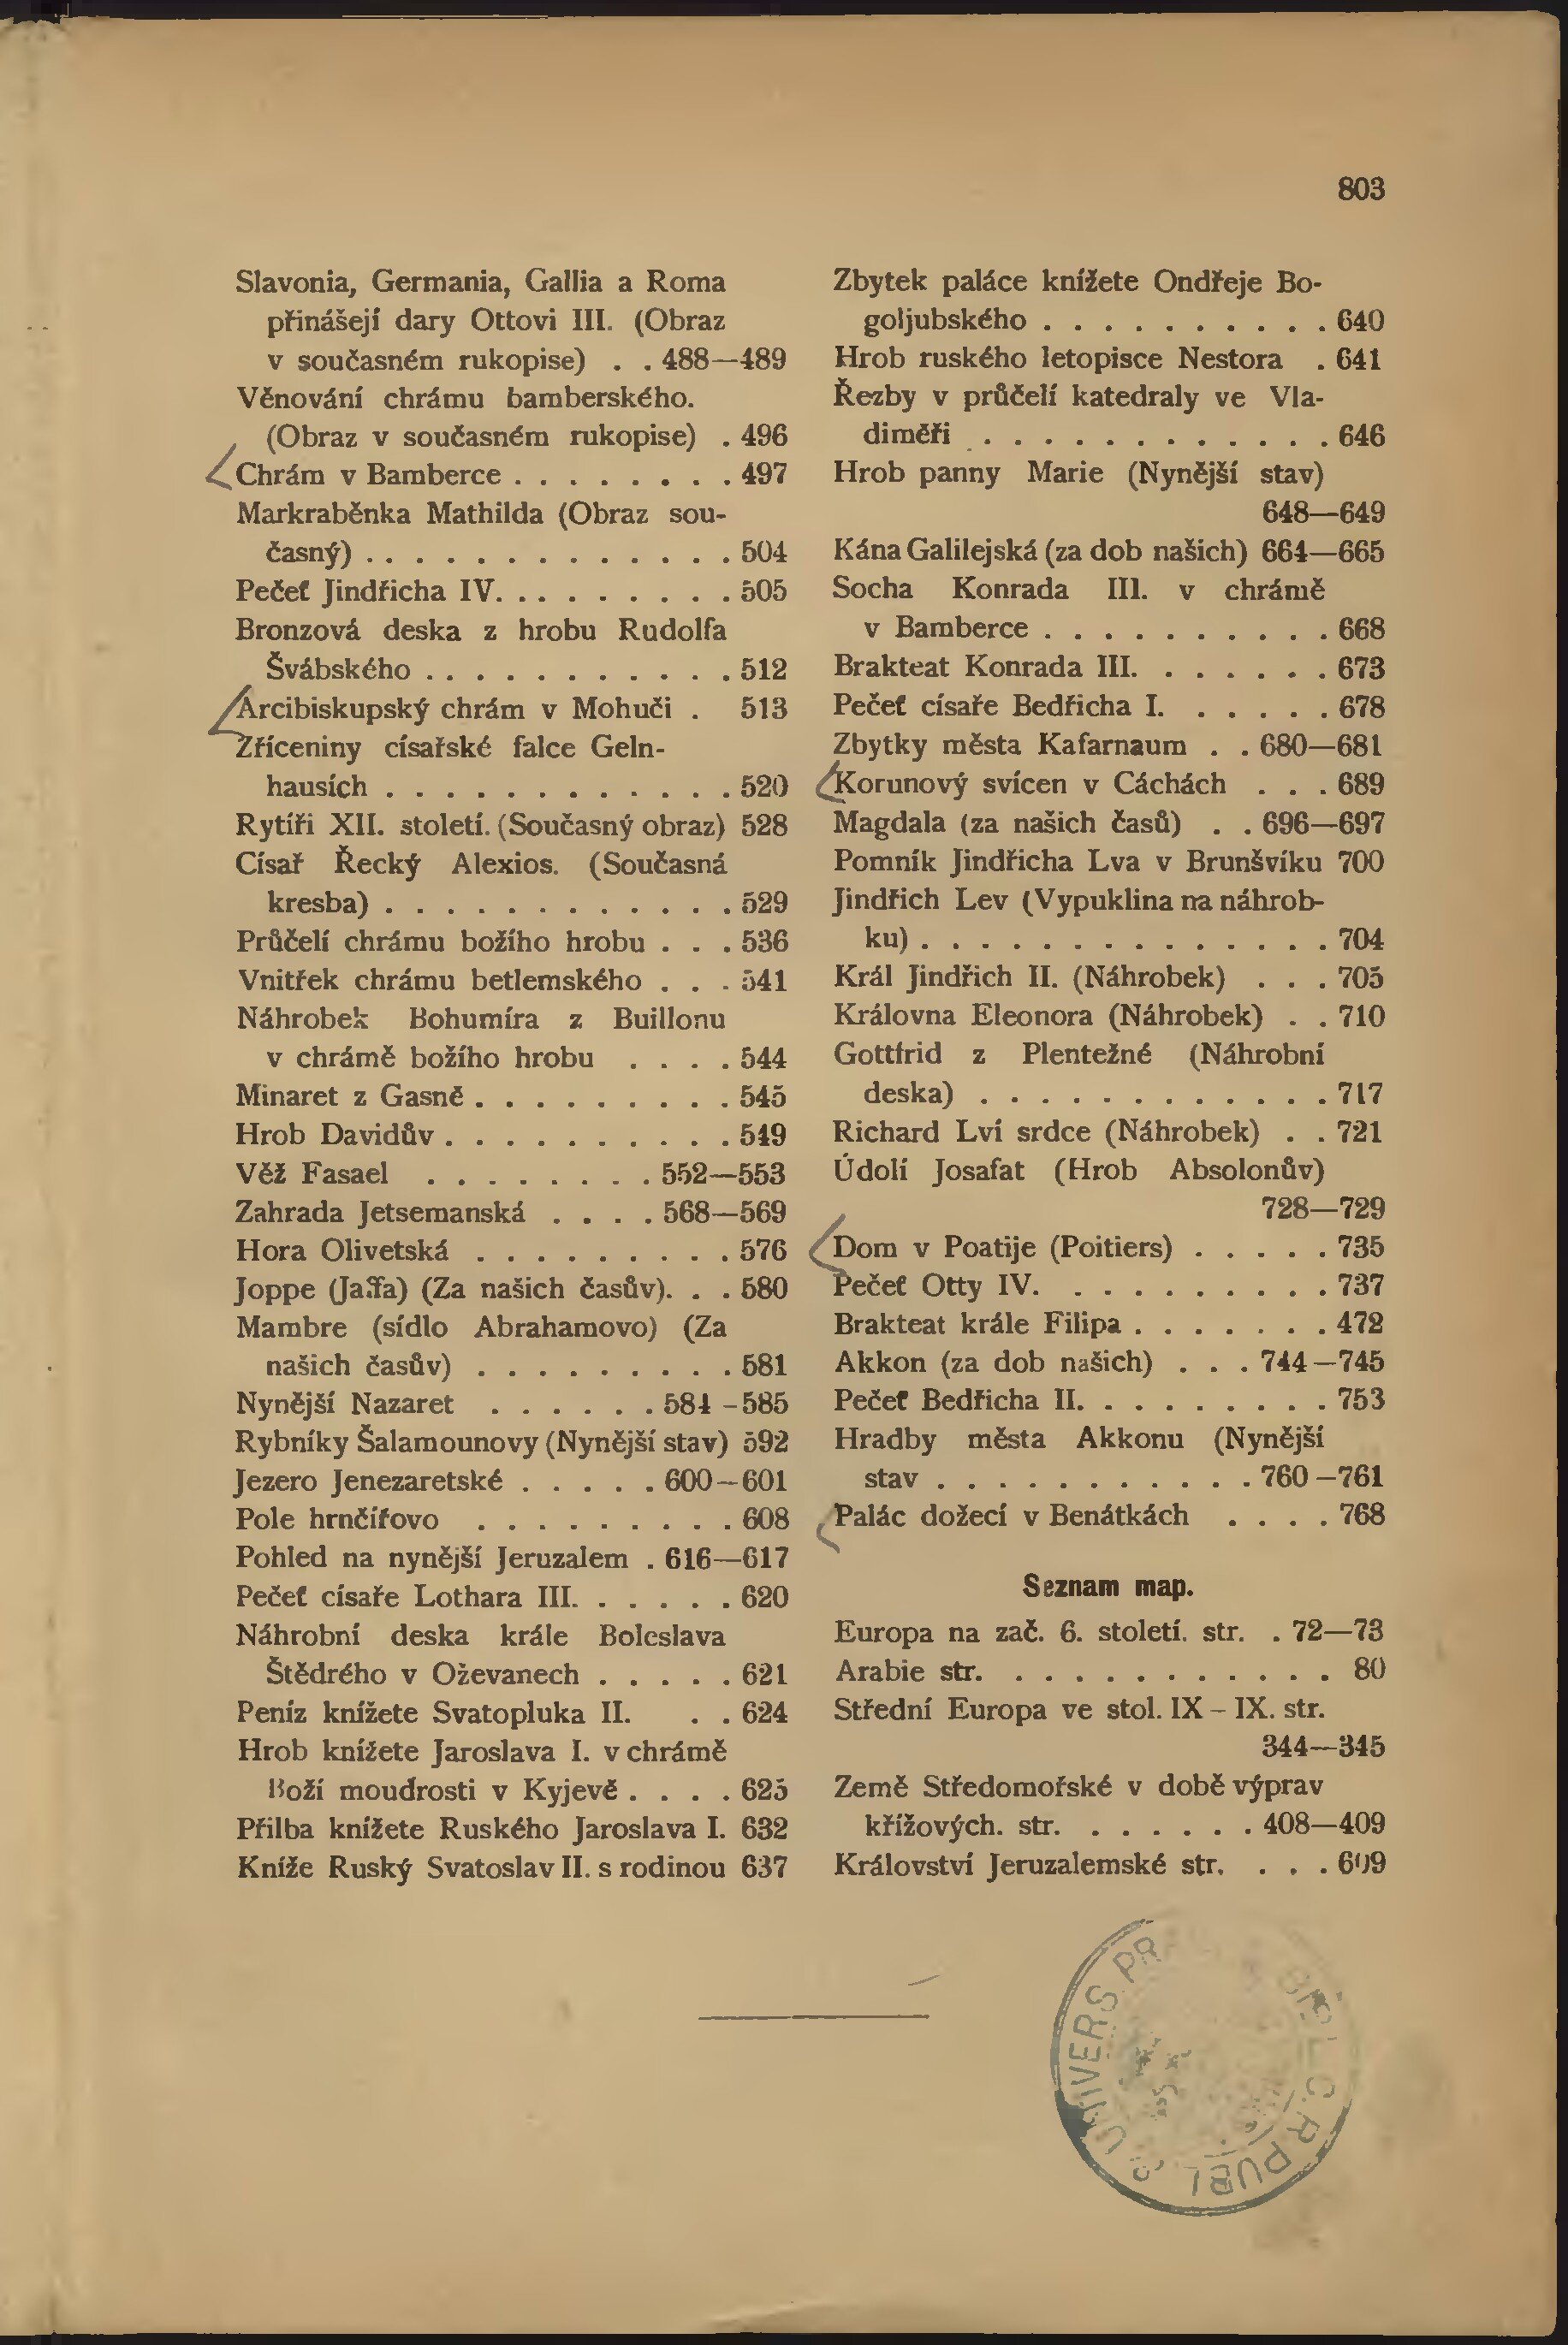 803
Slavonia, Germania, Gallia a Roma
přinášejí dary Ottovi III. (Obraz
v současném rukopise) . . 488—489
Věnování chrámu bamberského.
(Obraz v současném rukopise) . 496
Chrám v Bamberce . . . . . . . . 497
Markraběnka Mathilda (Obraz sou-
časný) . . . . . . . . . . . . . 504
Pečeť Jindřicha IV. . . . . . . . . 505
Bronzová deska z hrobu Rudolfa
Švábského . . . . . . . . . . . 512
Arcibiskupský chrám v Mohuči . 513
Zříceniny císařské falce Geln-
hausích . . . . . . . . . . . . 520
Rytíři XII. století. (Současný obraz) 528
Císař Řecký Alexios. (Současná
kresba) . . . . . . . . . . . . 529
Průčelí chrámu božího hrobu . . . 536
Vnitřek chrámu betlemského . . . 541
Náhrobek Bohumíra z Buillonu
v chrámě božího hrobu . . . . 544
Minaret z Gasně . . . . . . . . . 545
Hrob Davidův . . . . . . . . . . 549
Věž Fasael . . . . . . . . 552—553
Zahrada Jetsemanská . . . . 568—569
Hora Olivetská . . . . . . . . . 576
Joppe (Jaffa) (Za našich časův). . . 580
Mambre (sídlo Abrahamovo) (Za
našich časův) . . . . . . . . . 581
Nynější Nazaret . . . . . . 584-585
Rybníky Šalamounovy (Nynější stav) 592
Jezero Jenezaretské . . . . . 600—601
Pole hrnčířovo . . . . . . . . . 608
Pohled na nynější Jeruzalem . 616—617
Pečeť císaře Lothara III. . . . . . 620
Náhrobní deska krále Boleslava
Štědrého v Oževanech . . . . . 621
Peníz knížete Svatopluka II. . . 624
Hrob knížete Jaroslava I. v chrámě
Boží moudrosti v Kyjevě . . . . 625
Přilba knížete Ruského Jaroslava I. 632
Kníže Ruský Svatoslav II. s rodinou 637
Zbytek paláce knížete Ondřeje Bo-
goljubského . . . . . . . . . . 640
Hrob ruského letopisce Nestora . 641
Řezby v průčelí katedraly ve Vla-
diměři . . . . . . . . . . . . 646
Hrob panny Marie (Nynější stav)
648—649
Kána Galilejská (za dob našich) 664—665
Socha Konrada III. v chrámě
v Bamberce . . . . . . . . . . 668
Brakteat Konrada III. . . . . . . 673
Pečeť císaře Bedřicha I. . . . . . 678
Zbytky města Kafarnaum . . 680—681
Korunový svícen v Cáchách . . . 689
Magdala (za našich časů) . . 696—697
Pomník Jindřicha Lva v Brunšvíku 700
Jindřich Lev (Vypuklina na náhrob-
ku) . . . . . . . . . . . . . . 704
Král Jindřich II. (Náhrobek) . . . 705
Královna Eleonora (Náhrobek) . . 710
Gottfrid z Plentežné (Náhrobní
deska) . . . . . . . . . . . . 717
Richard Lví srdce (Náhrobek) . . 721
Údolí Josafat (Hrob Absolonův)
728—729
Dom v Poatije (Poitiers) . . . . . 735
Pečeť Otty IV. . . . . . . . . . 737
Brakteat krále Filipa . . . . . . . 472
Akkon (za dob našich) . . . 744—745
Pečeť Bedřicha II. . . . . . . . . 753
Hradby města Akkonu (Nynější
stav . . . . . . . . . . . 760—761
Palác dožecí v Benátkách . . . . 768
Seznam map.
Europa na zač. 6. století. str. . 72—73
Arabie str. . . . . . . . . . . . 80
Střední Europa ve stol. IX – IX. str.
344—345
Země Středomořské v době výprav
křížových. str. . . . . . . . 408—409
Království Jeruzalemské str. . . . 609
PUBL
UNIVERS